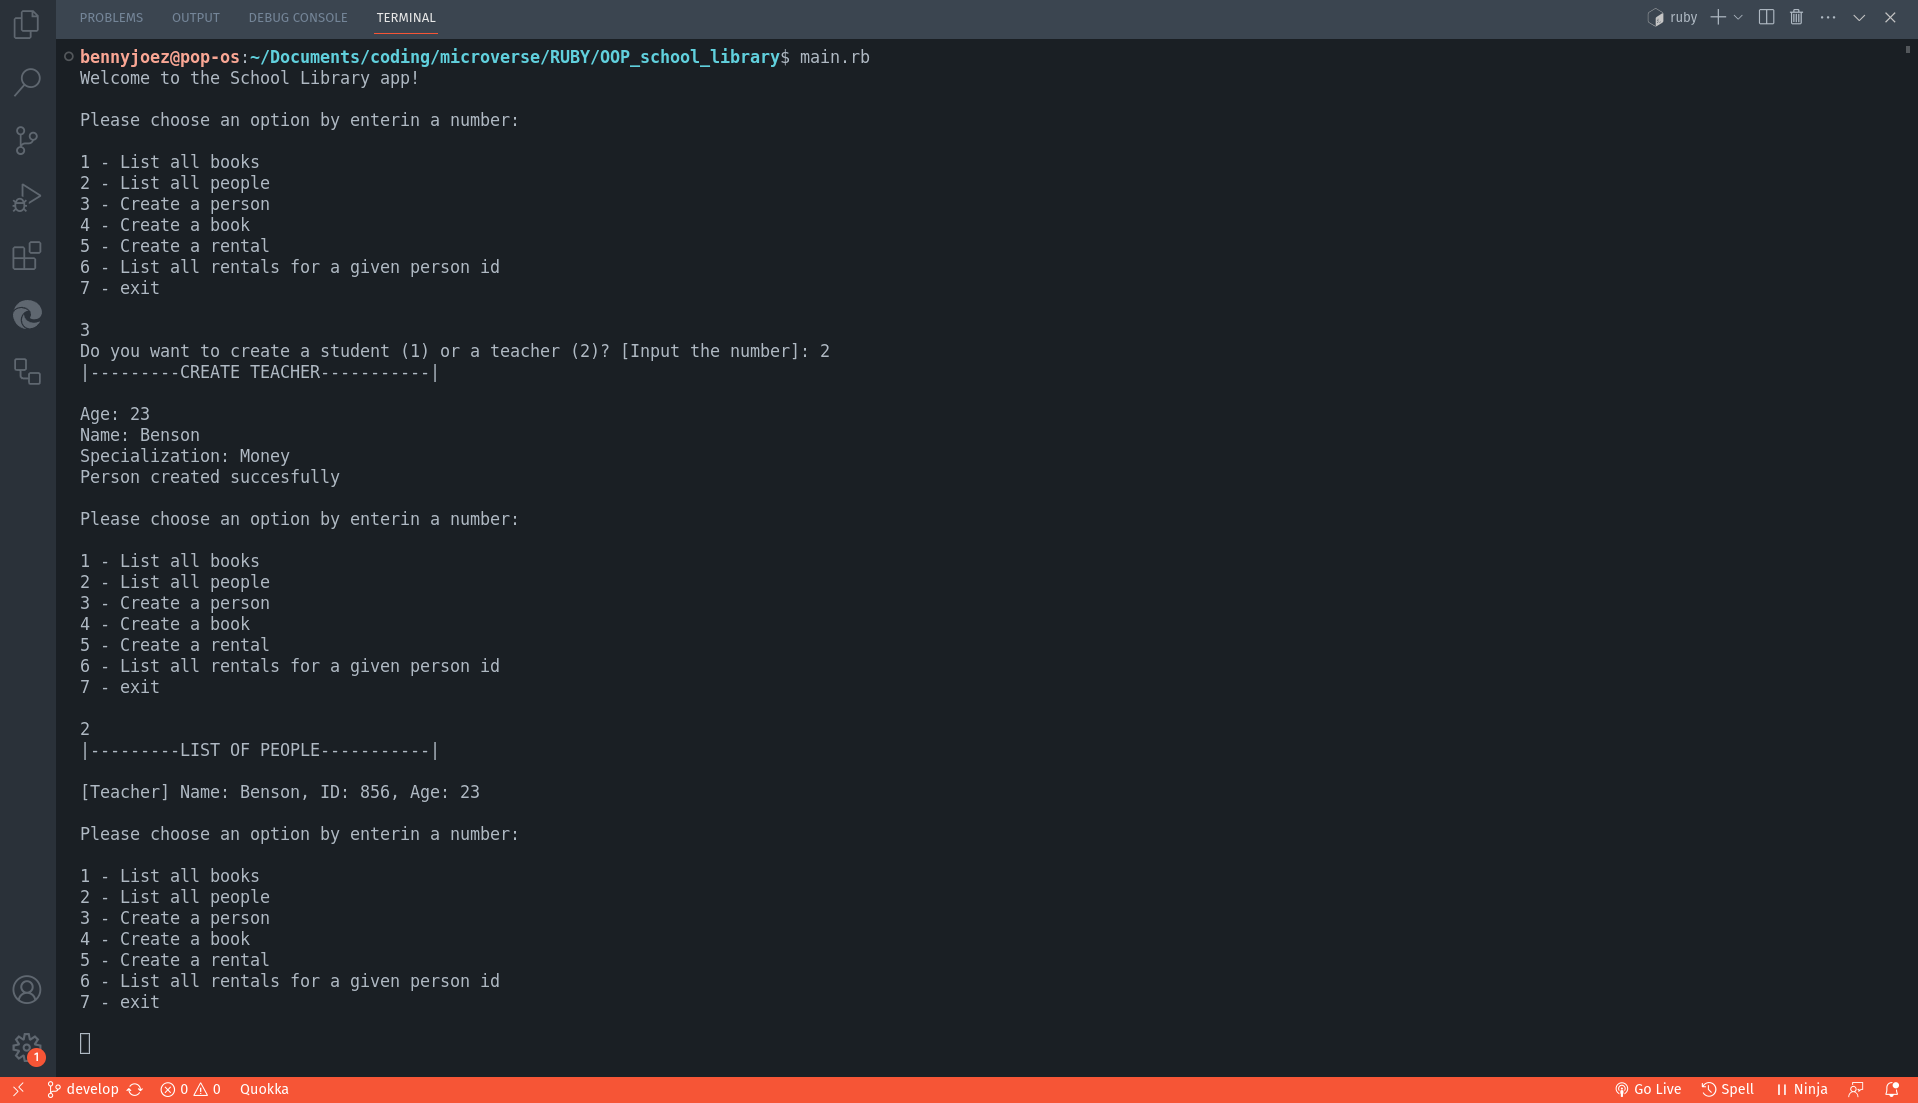 PROBLEMS OUTPUT DEBUG CONSOLE TERMINAL ruby
bennyjoez@pop-os:~/Documents/coding/microverse/RUBY/OOP_school_library$ main.rb
Welcome to the School Library app!
Please choose an option by enterin a number:
1 - List all books
2 - List all people
3 - Create a person
4 - Create a book
5 - Create a rental
6 - List all rentals for a given person id
7 - exit
3
Do you want to create a student (1) or a teacher (2)? [Input the number]: 2
|---------CREATE TEACHER-----------|
Age: 23
Name: Benson
Specialization: Money
Person created succesfully
Please choose an option by enterin a number:
1 - List all books
2 - List all people
3 - Create a person
4 - Create a book
5 - Create a rental
6 - List all rentals for a given person id
7 - exit
2
|---------LIST OF PEOPLE-----------|
[Teacher] Name: Benson, ID: 856, Age: 23
Please choose an option by enterin a number:
1 - List all books
2 - List all people
3 - Create a person
4 - Create a book
5 - Create a rental
6 - List all rentals for a given person id
7 - exit
1
develop 0 0 Quokka Go Live Spell Ninja